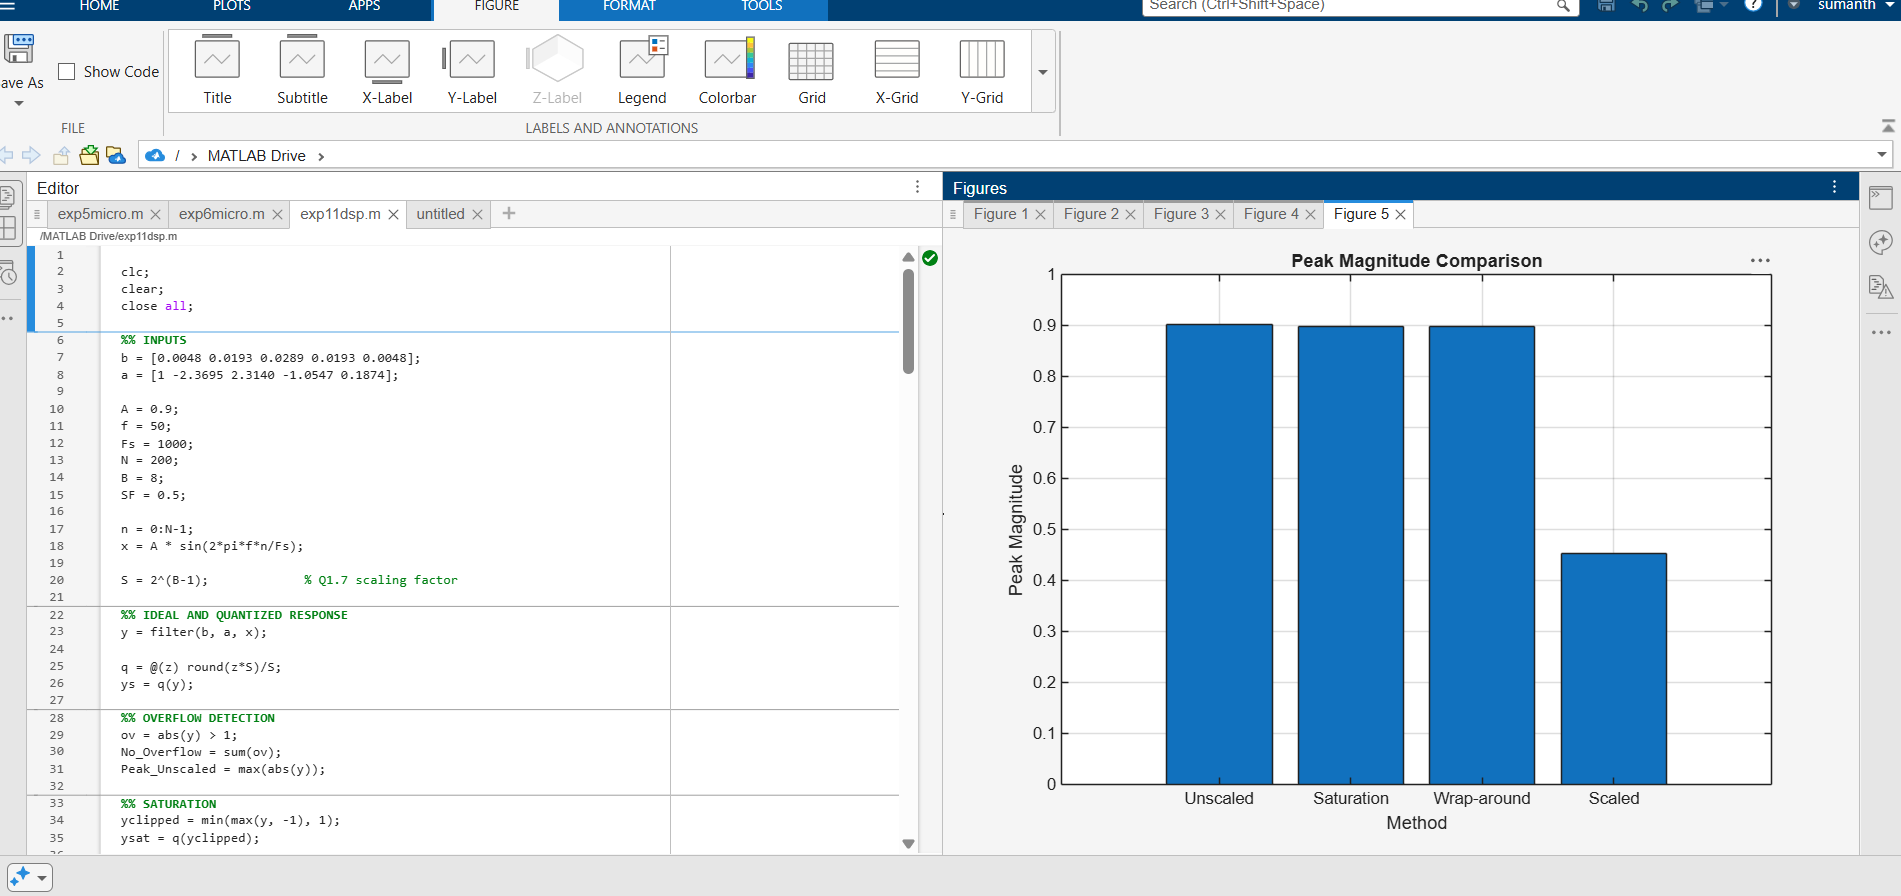 HOME PLOTS APPS FIGURE FORMAT TOOLS Search (Ctrl+Shift+Space) sumanth
ave As
Show Code
Title Subtitle X-Label Y-Label Z-Label Legend Colorbar Grid X-Grid Y-Grid
FILE LABELS AND ANNOTATIONS
/ › MATLAB Drive ›
Editor
exp5micro.m × exp6micro.m × exp11dsp.m × untitled × +
/MATLAB Drive/exp11dsp.m
1
2 clc;
3 clear;
4 close all;
5
6 %% INPUTS
7 b = [0.0048 0.0193 0.0289 0.0193 0.0048];
8 a = [1 -2.3695 2.3140 -1.0547 0.1874];
9
10 A = 0.9;
11 f = 50;
12 Fs = 1000;
13 N = 200;
14 B = 8;
15 SF = 0.5;
16
17 n = 0:N-1;
18 x = A * sin(2*pi*f*n/Fs);
19
20 S = 2^(B-1); % Q1.7 scaling factor
21
22 %% IDEAL AND QUANTIZED RESPONSE
23 y = filter(b, a, x);
24
25 q = @(z) round(z*S)/S;
26 ys = q(y);
27
28 %% OVERFLOW DETECTION
29 ov = abs(y) > 1;
30 No_Overflow = sum(ov);
31 Peak_Unscaled = max(abs(y));
32
33 %% SATURATION
34 yclipped = min(max(y, -1), 1);
35 ysat = q(yclipped);
Figures
Figure 1 × Figure 2 × Figure 3 × Figure 4 × Figure 5 ×
Peak Magnitude Comparison
1
0.9
0.8
0.7
0.6
0.5
0.4
0.3
0.2
0.1
0
Peak Magnitude
Unscaled Saturation Wrap-around Scaled
Method